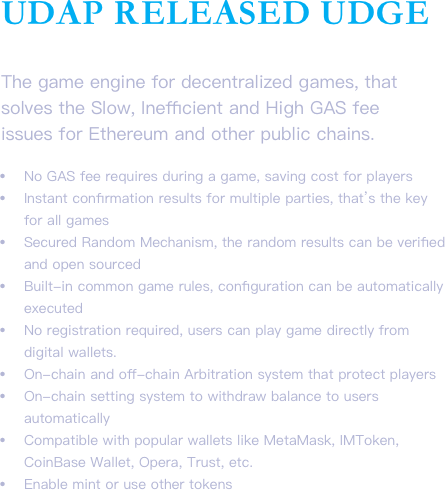 UDAP RELEASED UDGE
The game engine for decentralized games, that
solves the Slow, Inefficient and High GAS fee
issues for Ethereum and other public chains.
• No GAS fee requires during a game, saving cost for players
• Instant confirmation results for multiple parties, that's the key
for all games
• Secured Random Mechanism, the random results can be verified
and open sourced
• Built-in common game rules, configuration can be automatically
executed
• No registration required, users can play game directly from
digital wallets.
• On-chain and off-chain Arbitration system that protect players
• On-chain setting system to withdraw balance to users
automatically
• Compatible with popular wallets like MetaMask, IMToken,
CoinBase Wallet, Opera, Trust, etc.
• Enable mint or use other tokens